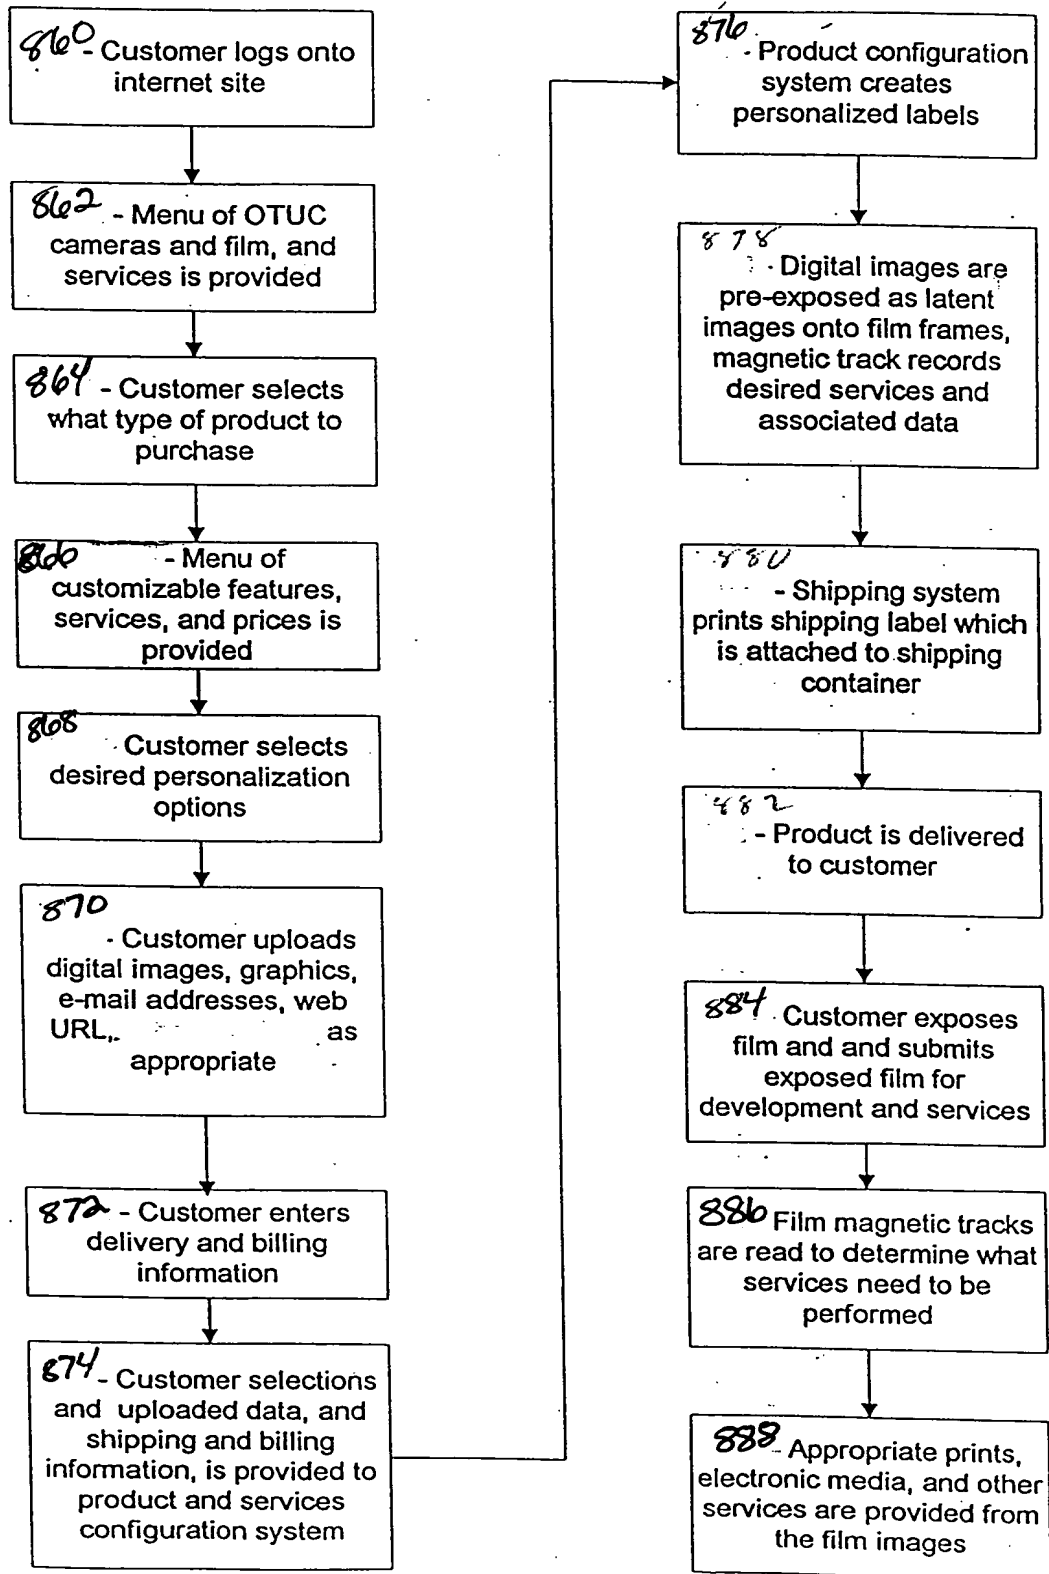 860 - Customer logs onto
internet site
862 - Menu of OTUC
cameras and film, and
services is provided
864 - Customer selects
what type of product to
purchase
866 - Menu of
customizable features,
services, and prices is
provided
868 - Customer selects
desired personalization
options
870
- Customer uploads
digital images, graphics,
e-mail addresses, web
URL, as
appropriate
872 - Customer enters
delivery and billing
information
874 - Customer selections
and uploaded data, and
shipping and billing
information, is provided to
product and services
configuration system
876
- Product configuration
system creates
personalized labels
878
- Digital images are
pre-exposed as latent
images onto film frames,
magnetic track records
desired services and
associated data
880
- Shipping system
prints shipping label which
is attached to shipping
container
882
- Product is delivered
to customer
884 - Customer exposes
film and and submits
exposed film for
development and services
886 Film magnetic tracks
are read to determine what
services need to be
performed
888 - Appropriate prints,
electronic media, and other
services are provided from
the film images